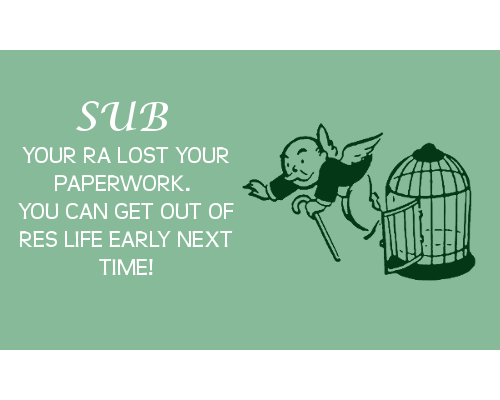 SUB
YOUR RA LOST YOUR
PAPERWORK.
YOU CAN GET OUT OF
RES LIFE EARLY NEXT
TIME!